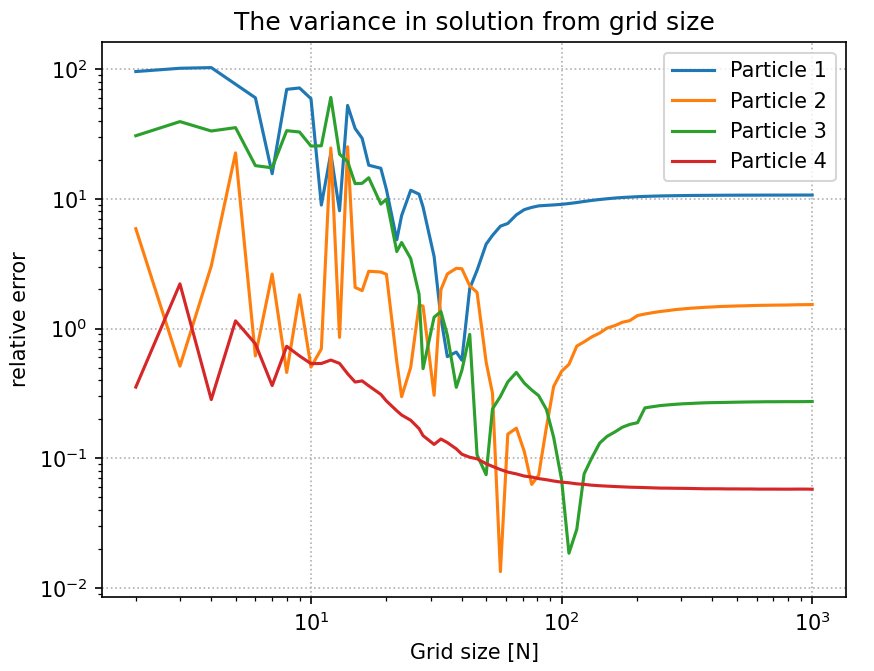 The variance in solution from grid size
Particle 1
Particle 2
Particle 3
Particle 4
relative error
10²
10¹
10⁰
10⁻¹
10⁻²
10¹
10²
10³
Grid size [N]